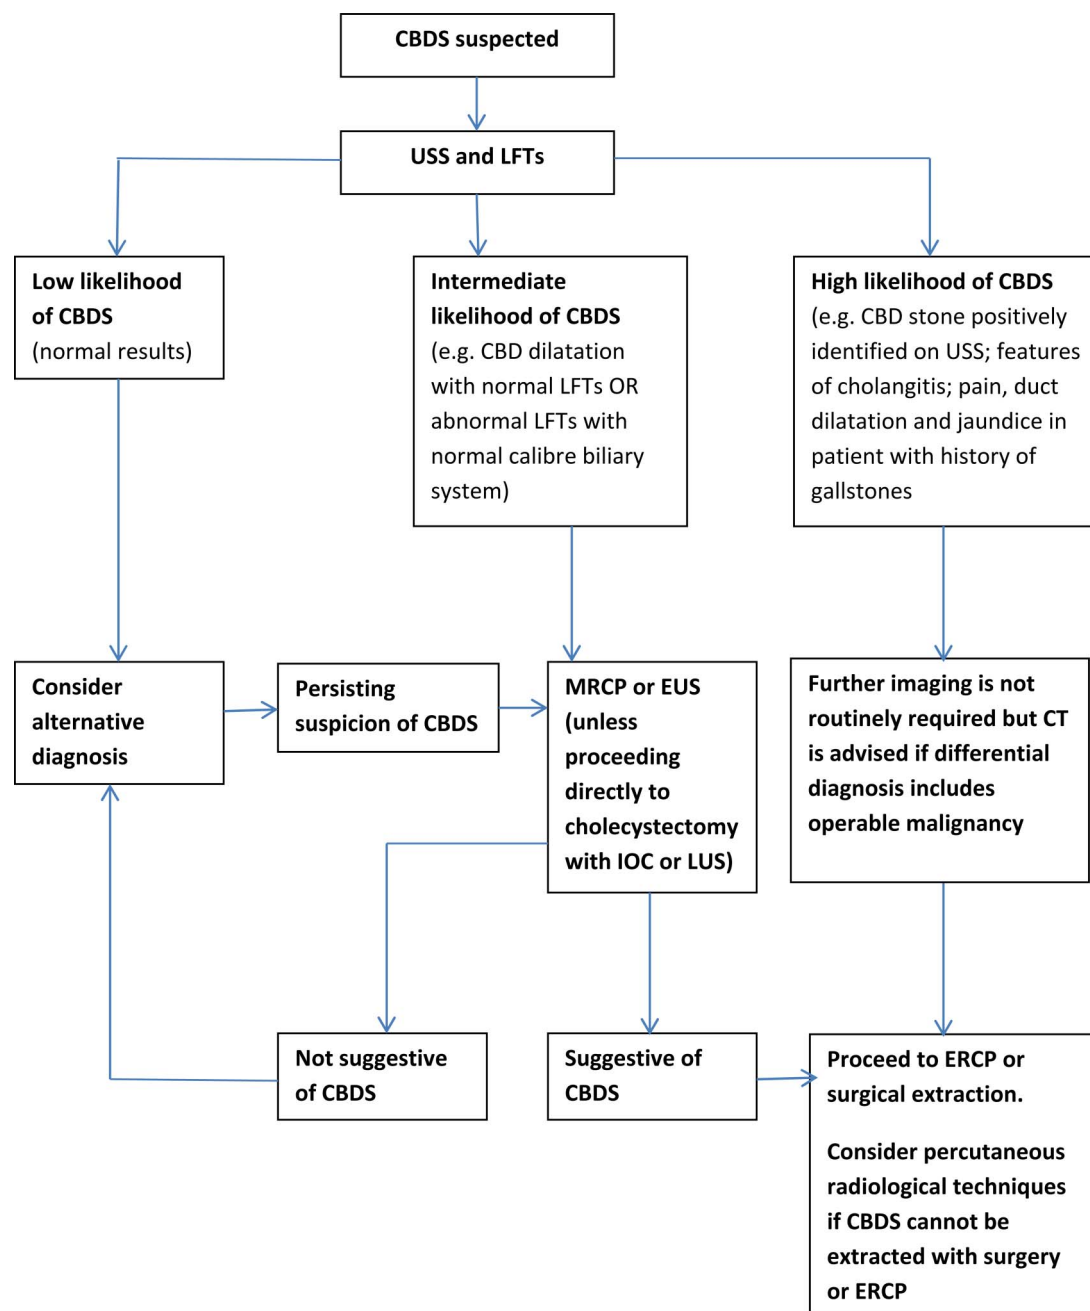 CBDS suspected
USS and LFTs
Low likelihood
of CBDS
(normal results)
Intermediate
likelihood of CBDS
(e.g. CBD dilatation
with normal LFTs OR
abnormal LFTs with
normal calibre biliary
system)
High likelihood of CBDS
(e.g. CBD stone positively
identified on USS; features
of cholangitis; pain, duct
dilatation and jaundice in
patient with history of
gallstones
Consider
alternative
diagnosis
Persisting
suspicion of CBDS
MRCP or EUS
(unless
proceeding
directly to
cholecystectomy
with IOC or LUS)
Further imaging is not
routinely required but CT
is advised if differential
diagnosis includes
operable malignancy
Not suggestive
of CBDS
Suggestive of
CBDS
Proceed to ERCP or
surgical extraction.
Consider percutaneous
radiological techniques
if CBDS cannot be
extracted with surgery
or ERCP